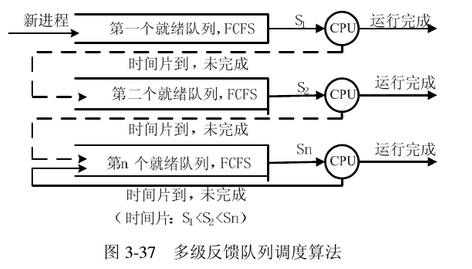 新进程 第一个就绪队列,FCFS S1 CPU 运行完成
时间片到,未完成
第二个就绪队列,FCFS S2 CPU 运行完成
时间片到,未完成
第n 个就绪队列,FCFS Sn CPU 运行完成
时间片到,未完成
（时间片：S1<S2<Sn）
图 3-37 多级反馈队列调度算法